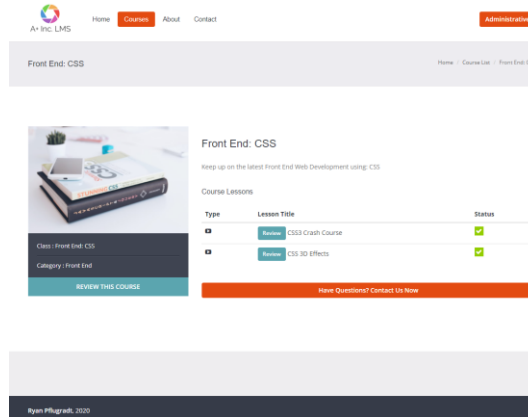 A+ Inc. LMS
Home Courses About Contact
Administrative
Front End: CSS
Home / Course List / Front End:
Front End: CSS
Keep up on the latest Front End Web Development using: CSS
Course Lessons
Type Lesson Title Status
Review CSS3 Crash Course
Review CSS 3D Effects
Class : Front End: CSS
Category : Front End
REVIEW THIS COURSE
Have Questions? Contact Us Now
Ryan Pflugradt, 2020